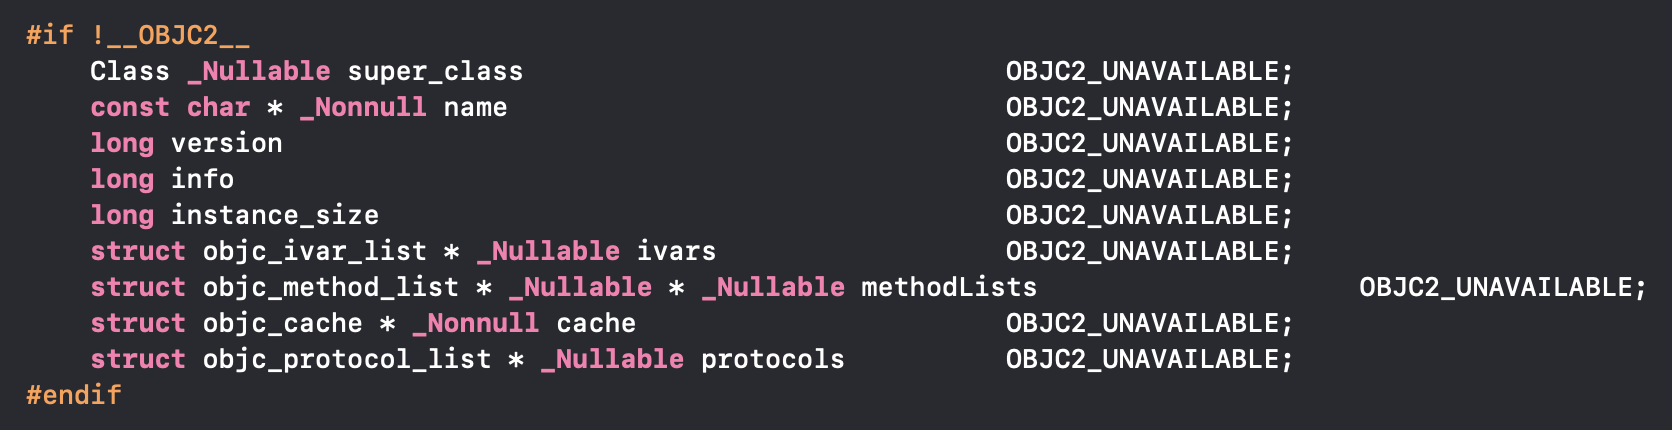 #if !__OBJC2__
    Class _Nullable super_class                              OBJC2_UNAVAILABLE;
    const char * _Nonnull name                               OBJC2_UNAVAILABLE;
    long version                                             OBJC2_UNAVAILABLE;
    long info                                                OBJC2_UNAVAILABLE;
    long instance_size                                       OBJC2_UNAVAILABLE;
    struct objc_ivar_list * _Nullable ivars                  OBJC2_UNAVAILABLE;
    struct objc_method_list * _Nullable * _Nullable methodLists                    OBJC2_UNAVAILABLE;
    struct objc_cache * _Nonnull cache                       OBJC2_UNAVAILABLE;
    struct objc_protocol_list * _Nullable protocols          OBJC2_UNAVAILABLE;
#endif